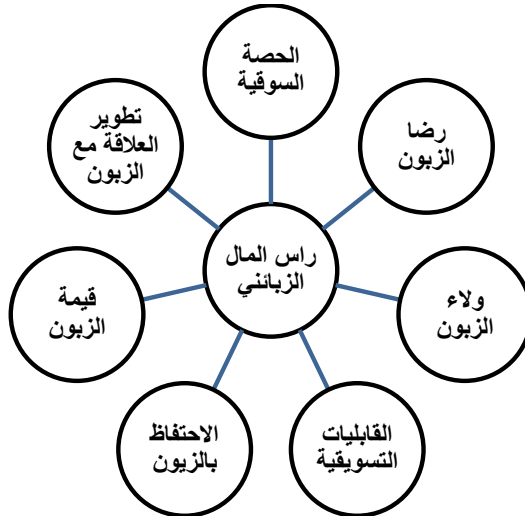 الحصة
السوقية
رضا
الزبون
تطوير
العلاقة مع
الزبون
راس المال
الزبائني
ولاء
الزبون
قيمة
الزبون
القابليات
التسويقية
الاحتفاظ
بالزبون